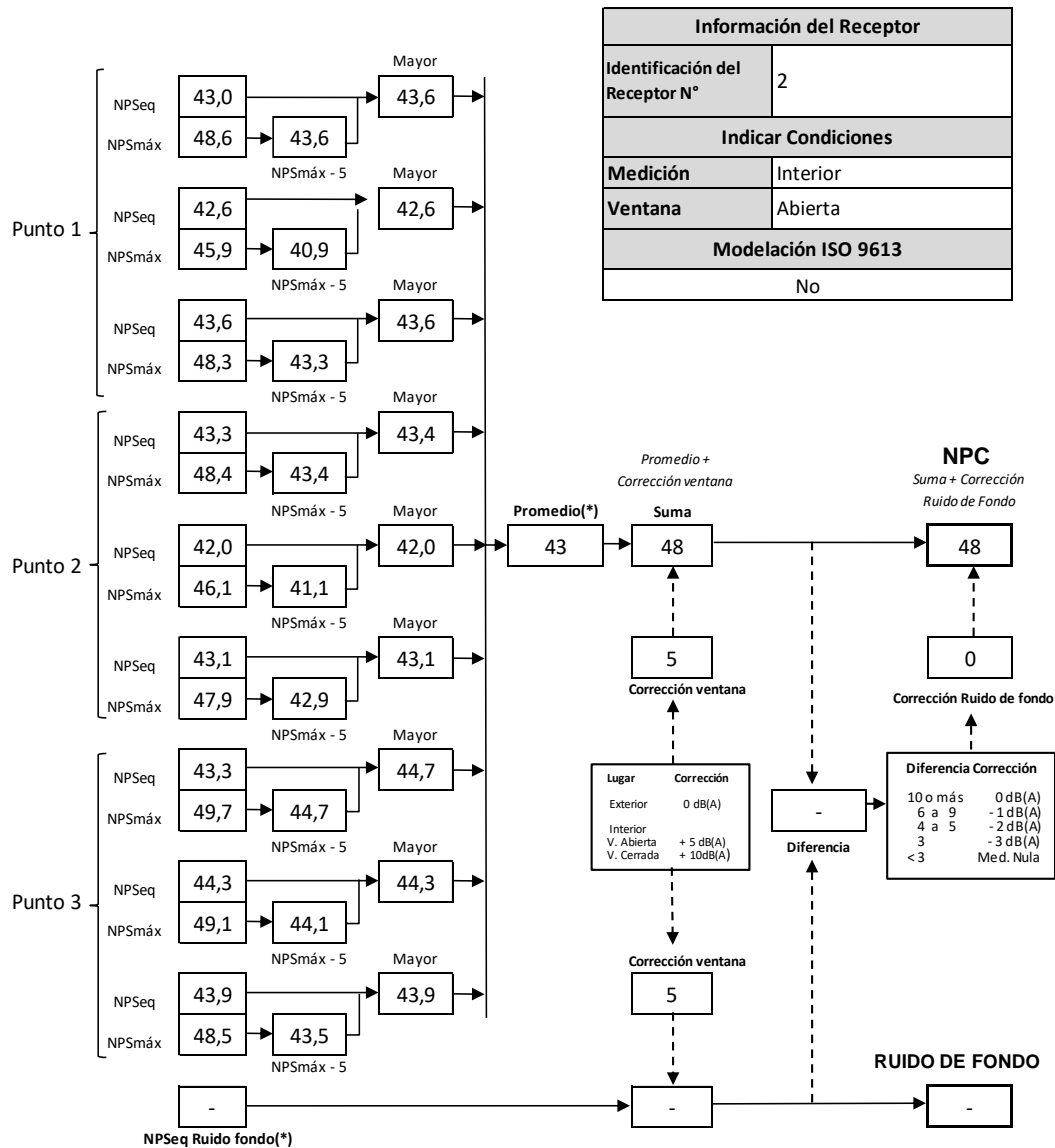 Información del Receptor
Identificación del Receptor N° 2
Indicar Condiciones
Medición Interior
Ventana Abierta
Modelación ISO 9613
No
Punto 1
Mayor
NPSeq 43,0 43,6
NPSmáx 48,6 43,6
NPSmáx - 5
Mayor
NPSeq 42,6 42,6
NPSmáx 45,9 40,9
NPSmáx - 5
Mayor
NPSeq 43,6 43,6
NPSmáx 48,3 43,3
NPSmáx - 5
Punto 2
Mayor
NPSeq 43,3 43,4
NPSmáx 48,4 43,4
NPSmáx - 5
Mayor
NPSeq 42,0 42,0
NPSmáx 46,1 41,1
NPSmáx - 5
Mayor
NPSeq 43,1 43,1
NPSmáx 47,9 42,9
NPSmáx - 5
Punto 3
Mayor
NPSeq 43,3 44,7
NPSmáx 49,7 44,7
NPSmáx - 5
Mayor
NPSeq 44,3 44,3
NPSmáx 49,1 44,1
NPSmáx - 5
Mayor
NPSeq 43,9 43,9
NPSmáx 48,5 43,5
NPSmáx - 5
-
NPSeq Ruido fondo(*)
Promedio(*)
43
Promedio +
Corrección ventana
Suma
48
5
Corrección ventana
Lugar Corrección
Exterior 0 dB(A)
Interior
V. Abierta + 5 dB(A)
V. Cerrada + 10dB(A)
Corrección ventana
5
-
-
Diferencia
NPC
Suma + Corrección
Ruido de Fondo
48
0
Corrección Ruido de fondo
Diferencia Corrección
10 o más 0 dB(A)
6 a 9 - 1 dB(A)
4 a 5 - 2 dB(A)
3 - 3 dB(A)
< 3 Med. Nula
RUIDO DE FONDO
-